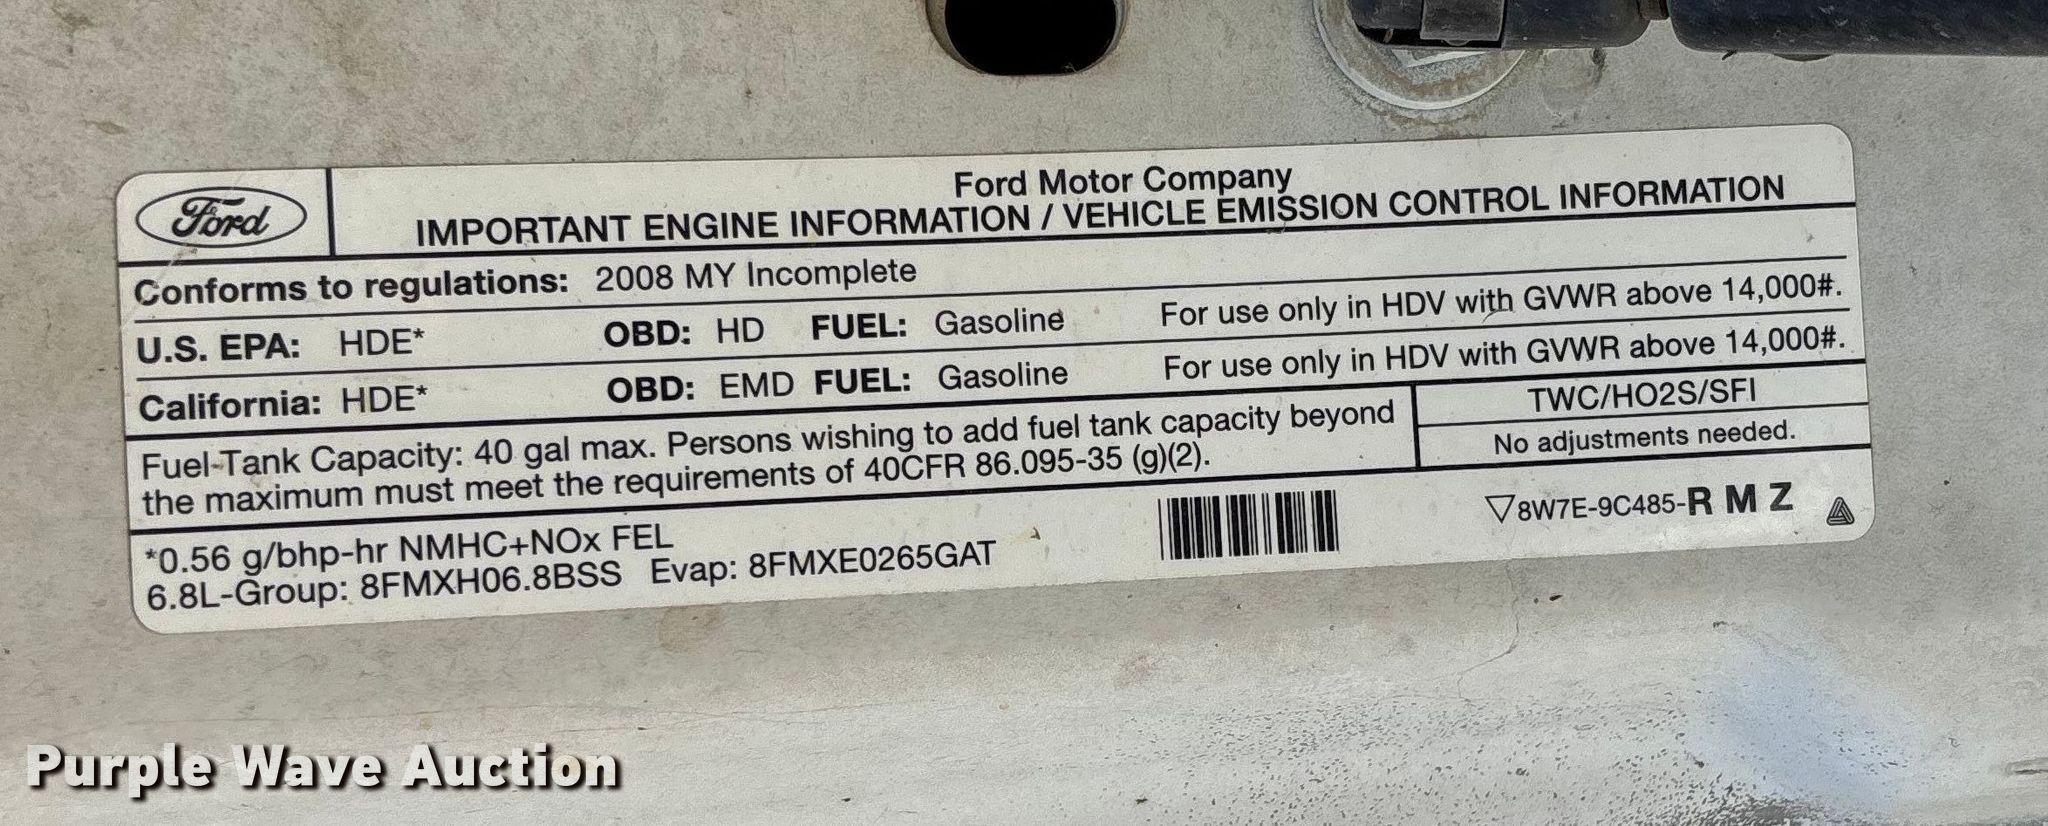 Ford
Ford Motor Company
IMPORTANT ENGINE INFORMATION / VEHICLE EMISSION CONTROL INFORMATION
Conforms to regulations: 2008 MY Incomplete
U.S. EPA: HDE* OBD: HD FUEL: Gasoline For use only in HDV with GVWR above 14,000#.
California: HDE* OBD: EMD FUEL: Gasoline For use only in HDV with GVWR above 14,000#.
Fuel-Tank Capacity: 40 gal max. Persons wishing to add fuel tank capacity beyond
the maximum must meet the requirements of 40CFR 86.095-35 (g)(2).
TWC/HO2S/SFI
No adjustments needed.
*0.56 g/bhp-hr NMHC+NOx FEL
6.8L-Group: 8FMXH06.8BSS Evap: 8FMXE0265GAT
▽8W7E-9C485-R M Z
Purple Wave Auction